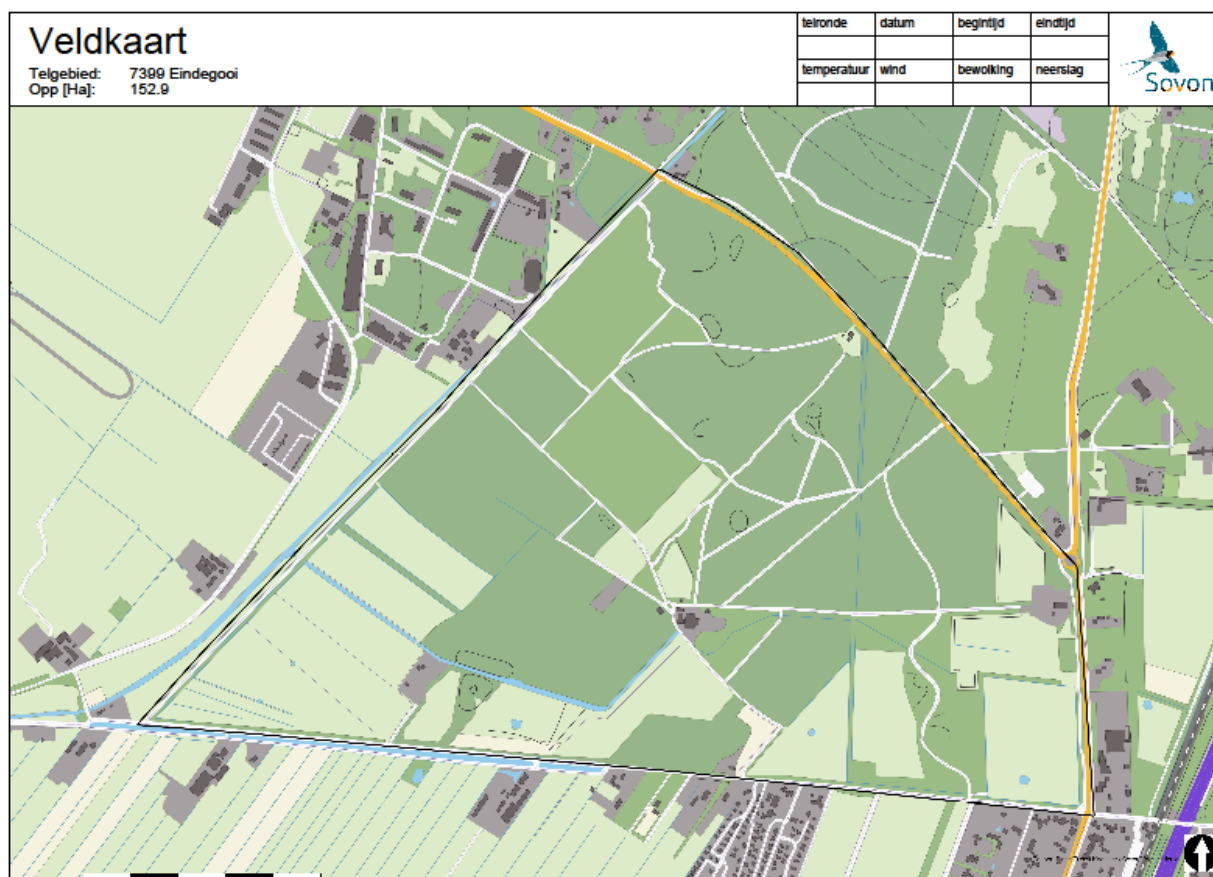 Veldkaart
Telgebied: 7399 Eindegooi
Opp [Ha]: 152.9
telronde datum begintijd eindtijd
temperatuur wind bewolking neerslag
Sovon